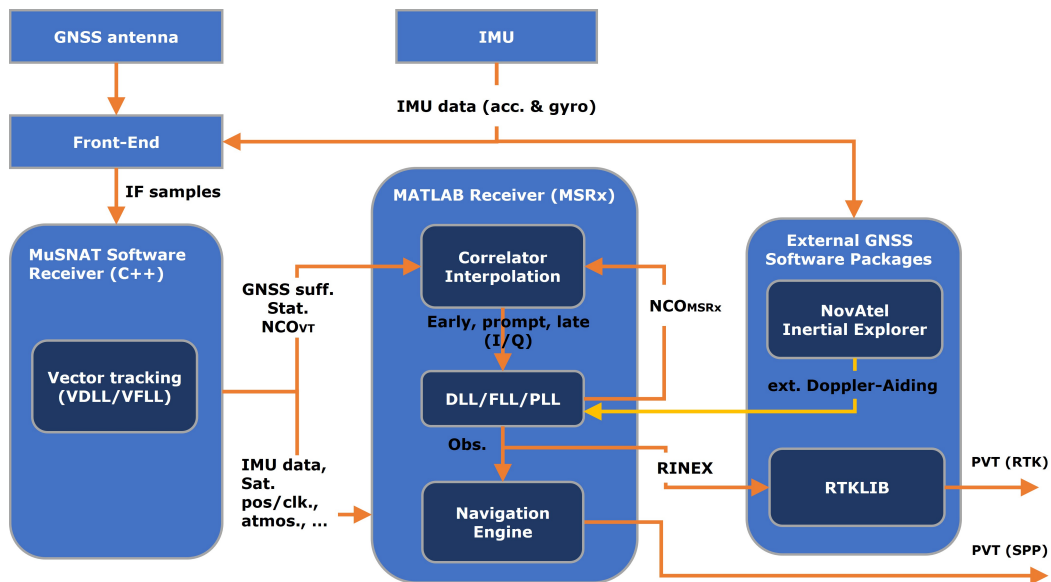 GNSS antenna
IMU
IMU data (acc. & gyro)
Front-End
IF samples
MuSNAT Software
Receiver (C++)
Vector tracking
(VDLL/VFLL)
GNSS suff.
Stat.
NCOVT
IMU data,
Sat.
pos/clk.,
atmos., ...
MATLAB Receiver (MSRx)
Correlator
Interpolation
Early, prompt, late
(I/Q)
NCOMSRx
DLL/FLL/PLL
Obs.
Navigation
Engine
RINEX
External GNSS
Software Packages
NovAtel
Inertial Explorer
ext. Doppler-Aiding
RTKLIB
PVT (RTK)
PVT (SPP)